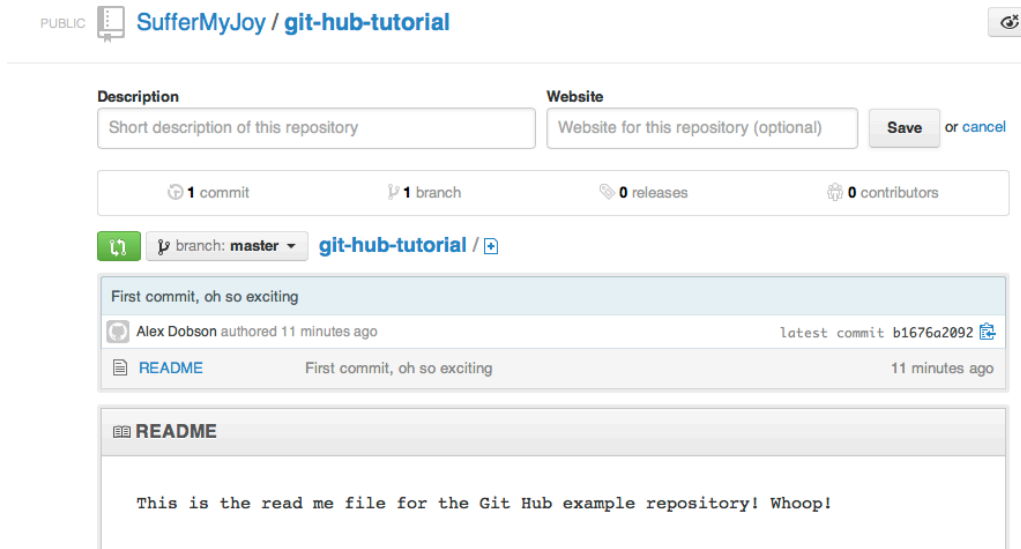 PUBLIC SufferMyJoy / git-hub-tutorial
Description Website
Short description of this repository Website for this repository (optional) Save or cancel
1 commit 1 branch 0 releases 0 contributors
branch: master git-hub-tutorial /
First commit, oh so exciting
Alex Dobson authored 11 minutes ago latest commit b1676a2092
README First commit, oh so exciting 11 minutes ago
README
This is the read me file for the Git Hub example repository! Whoop!